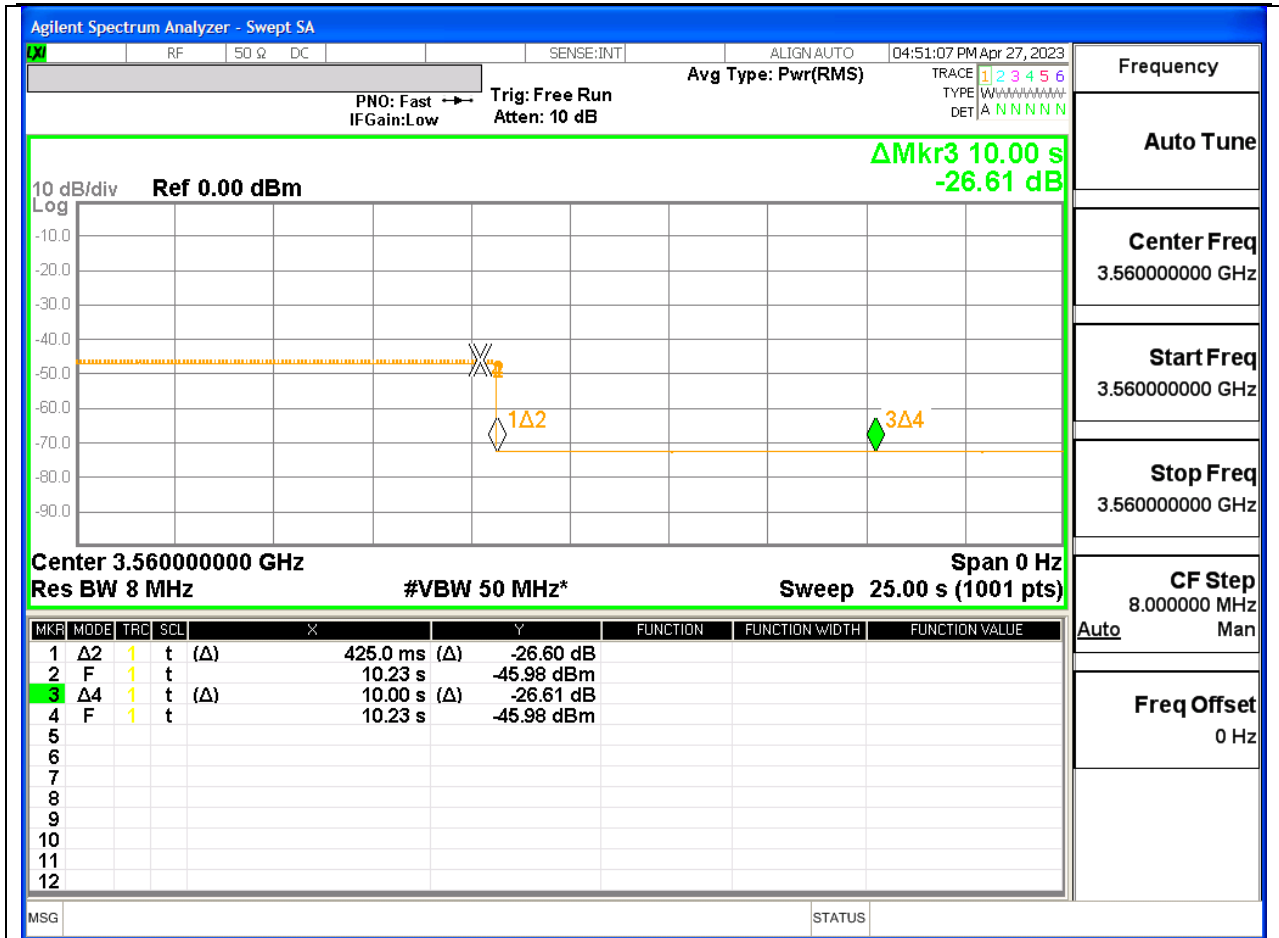 Agilent Spectrum Analyzer - Swept SA
LXI RF 50 Ω DC SENSE:INT ALIGN AUTO 04:51:07 PM Apr 27, 2023
Frequency
Avg Type: Pwr(RMS)
TRACE 1 2 3 4 5 6
PNO: Fast Trig: Free Run
TYPE WWWWWW
IFGain:Low Atten: 10 dB
DET A N N N N N
Auto Tune
ΔMkr3 10.00 s
-26.61 dB
10 dB/div Ref 0.00 dBm
Log
-10.0
-20.0
-30.0
-40.0
-50.0
-60.0
-70.0
-80.0
-90.0
1Δ2
3Δ4
Center 3.560000000 GHz Span 0 Hz
Res BW 8 MHz #VBW 50 MHz* Sweep 25.00 s (1001 pts)
Center Freq
3.560000000 GHz
Start Freq
3.560000000 GHz
Stop Freq
3.560000000 GHz
CF Step
8.000000 MHz
Auto Man
Freq Offset
0 Hz
MKR MODE TRC SCL X Y FUNCTION FUNCTION WIDTH FUNCTION VALUE
1 Δ2 1 t (Δ) 425.0 ms (Δ) -26.60 dB
2 F 1 t 10.23 s -45.98 dBm
3 Δ4 1 t (Δ) 10.00 s (Δ) -26.61 dB
4 F 1 t 10.23 s -45.98 dBm
5
6
7
8
9
10
11
12
MSG STATUS